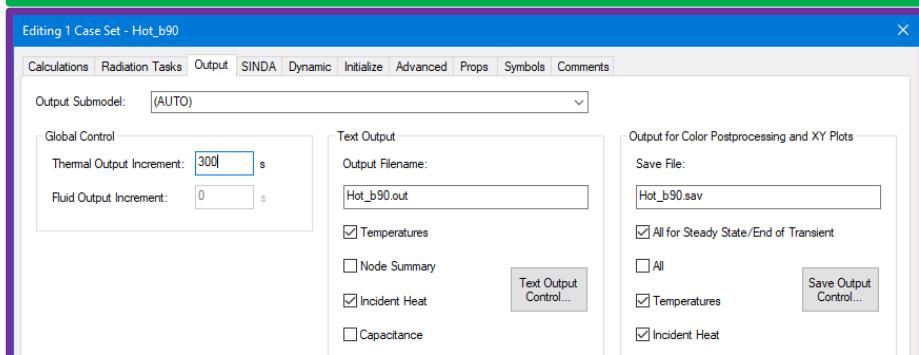 Editing 1 Case Set - Hot_b90
Calculations Radiation Tasks Output SINDA Dynamic Initialize Advanced Props Symbols Comments
Output Submodel: (AUTO)
Global Control
Thermal Output Increment: 300 s
Fluid Output Increment: 0 s
Text Output
Output Filename:
Hot_b90.out
Temperatures
Node Summary
Incident Heat
Capacitance
Text Output
Control...
Output for Color Postprocessing and XY Plots
Save File:
Hot_b90.sav
All for Steady State/End of Transient
All
Temperatures
Incident Heat
Save Output
Control...